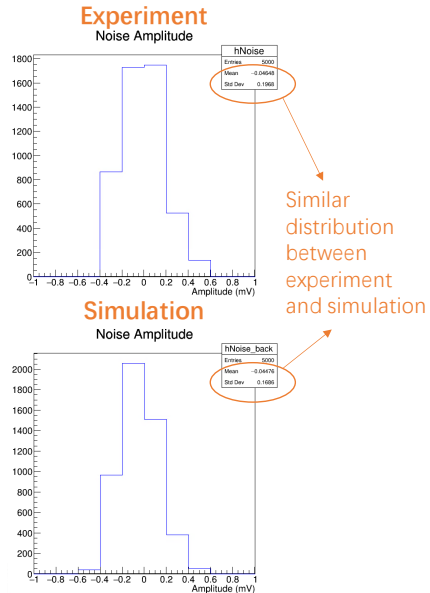 Experiment
Noise Amplitude
hNoise
Entries 5000
Mean -0.04648
Std Dev 0.1968
1800
1600
1400
1200
1000
800
600
400
200
0
-1 -0.8 -0.6 -0.4 -0.2 0 0.2 0.4 0.6 0.8 1
Amplitude (mV)
Similar
distribution
between
experiment
and simulation
Simulation
Noise Amplitude
hNoise_back
Entries 5000
Mean -0.04476
Std Dev 0.1686
2000
1800
1600
1400
1200
1000
800
600
400
200
0
-1 -0.8 -0.6 -0.4 -0.2 0 0.2 0.4 0.6 0.8 1
Amplitude (mV)